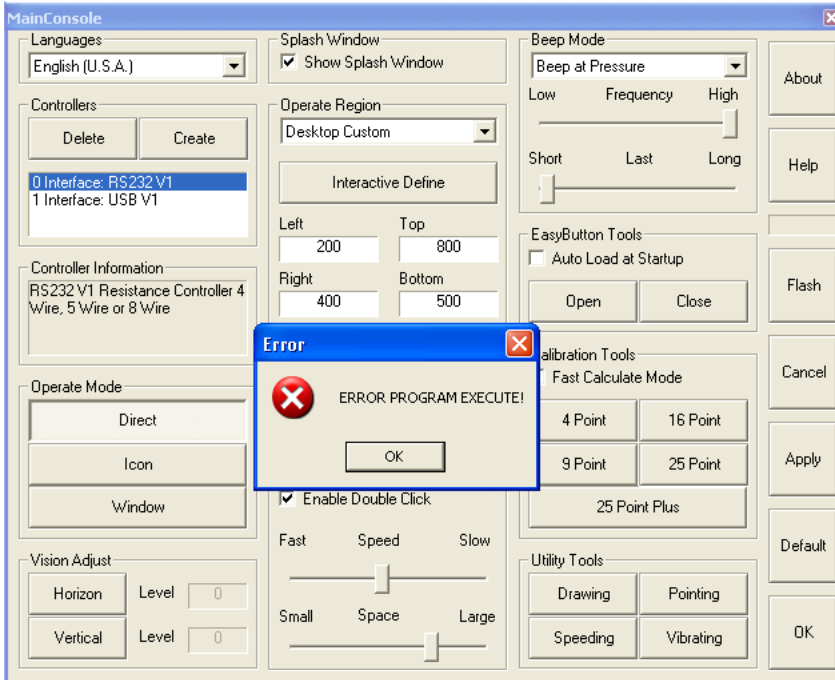 MainConsole
Languages
English (U.S.A.)
Controllers
Delete Create
0 Interface: RS232 V1
1 Interface: USB V1
Controller Information
RS232 V1 Resistance Controller 4
Wire, 5 Wire or 8 Wire
Operate Mode
Direct
Icon
Window
Vision Adjust
Horizon Level 0
Vertical Level 0
Splash Window
Show Splash Window
Operate Region
Desktop Custom
Interactive Define
Left Top
200 800
Right Bottom
400 500
Error
ERROR PROGRAM EXECUTE!
OK
Enable Double Click
Fast Speed Slow
Small Space Large
Beep Mode
Beep at Pressure
Low Frequency High
Short Last Long
EasyButton Tools
Auto Load at Startup
Open Close
alibration Tools
Fast Calculate Mode
4 Point 16 Point
9 Point 25 Point
25 Point Plus
Utility Tools
Drawing Pointing
Speeding Vibrating
About
Help
Flash
Cancel
Apply
Default
OK